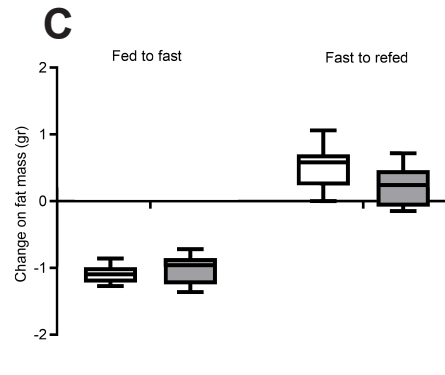 C
Fed to fast
Fast to refed
Change on fat mass (gr)
2
1
0
-1
-2